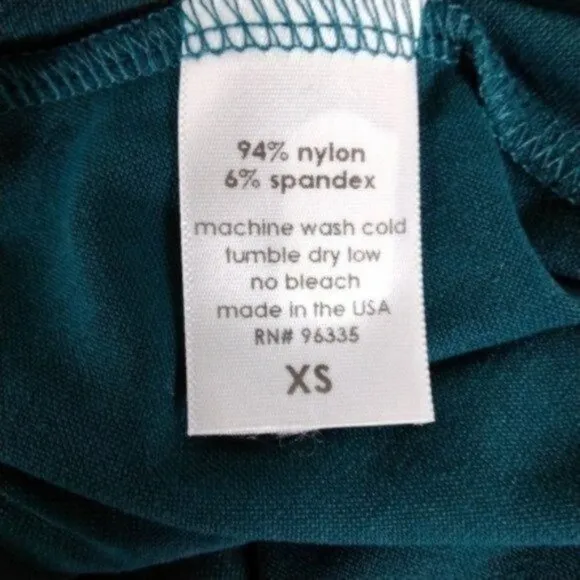 94% nylon
6% spandex
machine wash cold
tumble dry low
no bleach
made in the USA
RN# 96335
XS